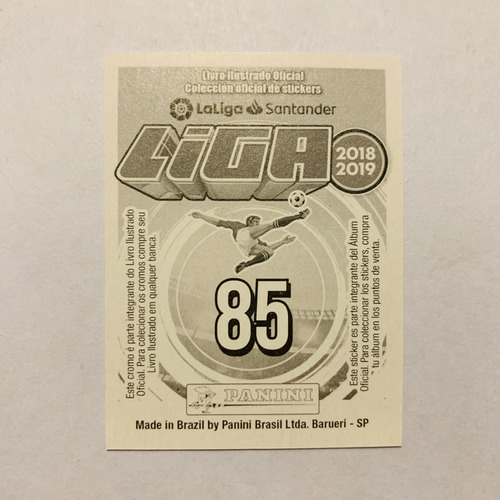 Livro Ilustrado Oficial
Colección oficial de stickers
LaLiga Santander
LiGA
2018
2019
Este cromo é parte integrante do Livro Ilustrado
Oficial. Para colecionar os cromos compre seu
Livro Ilustrado em qualquer banca.
Este sticker es parte integrante del Álbum
Oficial. Para coleccionar los stickers, compra
tu álbum en los puntos de venta.
85
PANINI
Made in Brazil by Panini Brasil Ltda. Barueri - SP